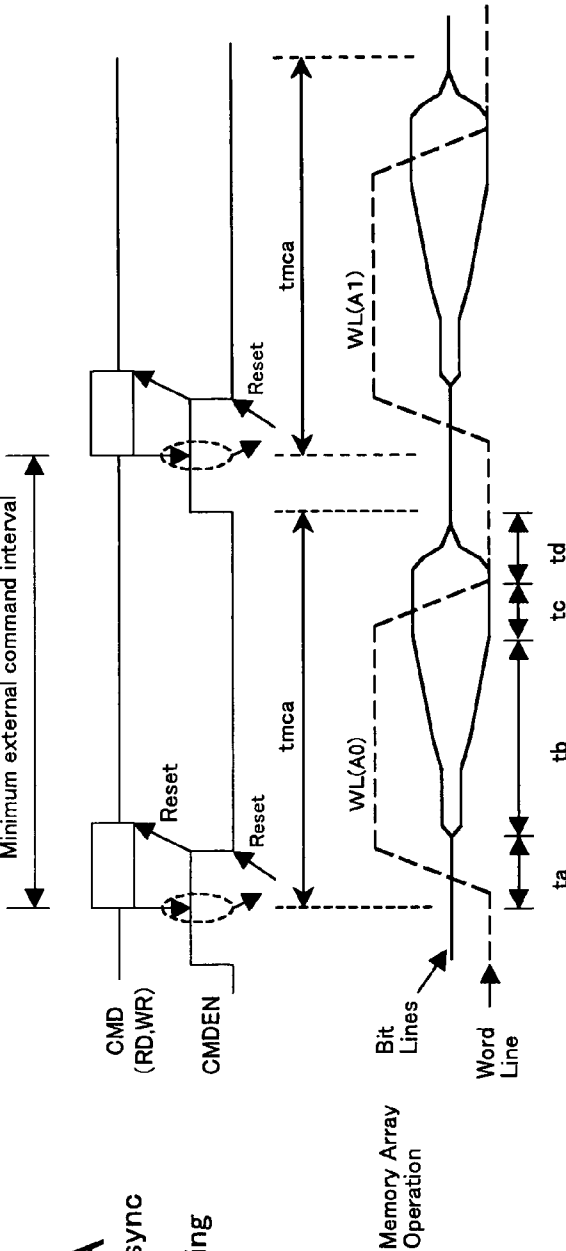 A
sync
ing
Minimum external command interval
CMD
(RD,WR)
Reset
CMDEN
Reset
Reset
tmca
tmca
Memory Array
Operation
Bit
Lines
Word
Line
WL(A0)
WL(A1)
ta
tb
tc
td